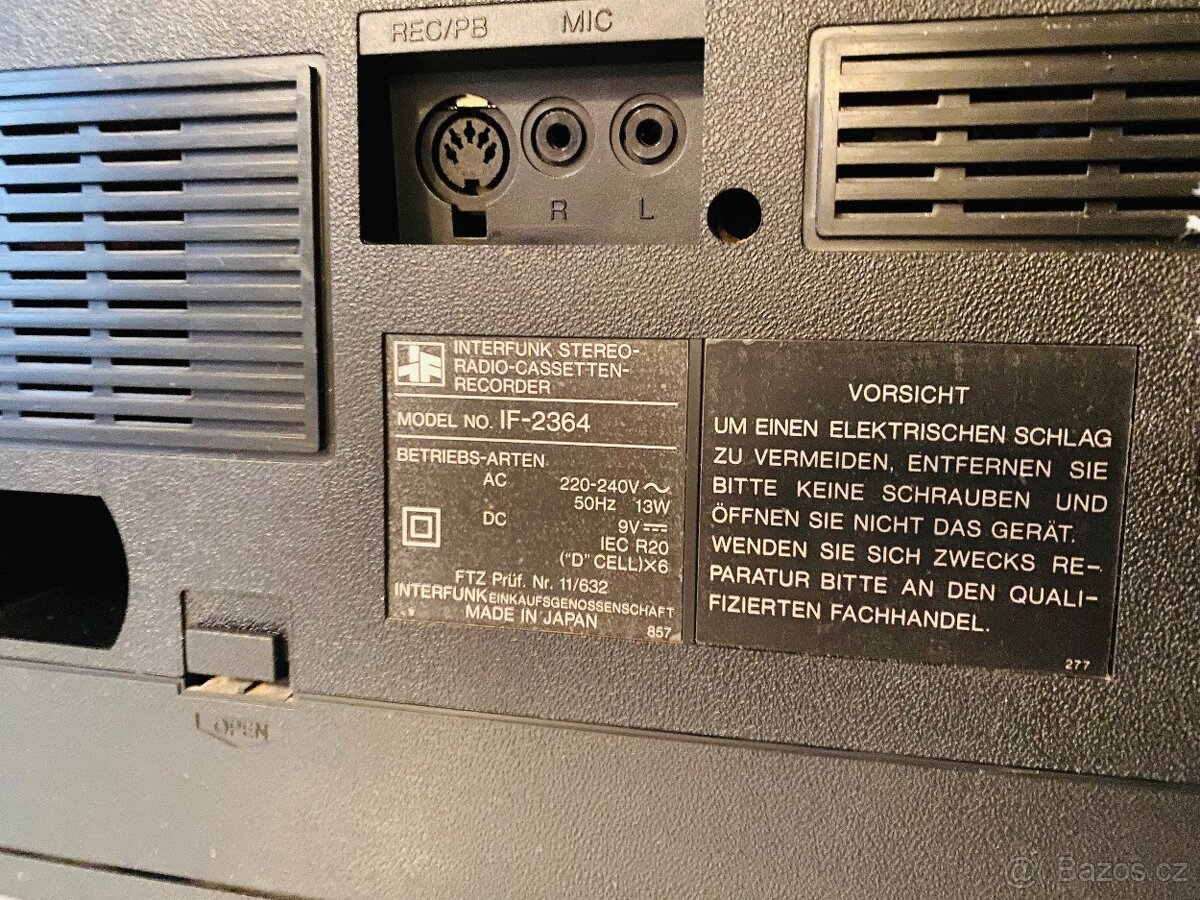 REC/PB MIC
R L
INTERFUNK STEREO-
RADIO-CASSETTEN-
RECORDER
MODEL NO. IF-2364
BETRIEBS-ARTEN
AC 220-240V
50Hz 13W
DC 9V
IEC R20
("D" CELL)×6
FTZ Prüf. Nr. 11/632
INTERFUNK EINKAUFSGENOSSENSCHAFT
MADE IN JAPAN
857
VORSICHT
UM EINEN ELEKTRISCHEN SCHLAG
ZU VERMEIDEN, ENTFERNEN SIE
BITTE KEINE SCHRAUBEN UND
ÖFFNEN SIE NICHT DAS GERÄT.
WENDEN SIE SICH ZWECKS RE-
PARATUR BITTE AN DEN QUALI-
FIZIERTEN FACHHANDEL.
277
OPEN
Bazoš.cz